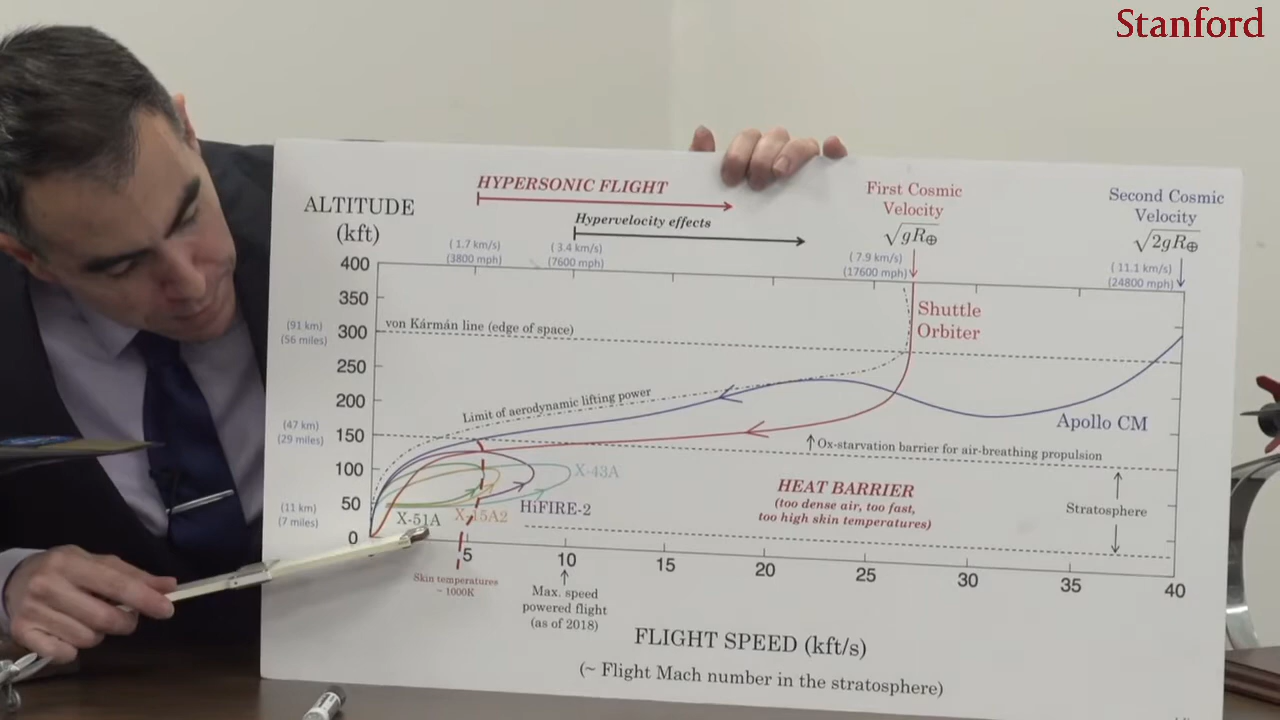 Stanford
HYPERSONIC FLIGHT
Hypervelocity effects
First Cosmic
Velocity
√gR⊕
Second Cosmic
Velocity
√2gR⊕
ALTITUDE
(kft)
( 1.7 km/s)
(3800 mph)
( 3.4 km/s)
(7600 mph)
( 7.9 km/s)
(17600 mph)
( 11.1 km/s)
(24800 mph)
400
350
300
250
200
150
100
50
0
(91 km)
(56 miles)
(47 km)
(29 miles)
(11 km)
(7 miles)
von Kármán line (edge of space)
Shuttle
Orbiter
Limit of aerodynamic lifting power
Apollo CM
Ox-starvation barrier for air-breathing propulsion
X-43A
HiFIRE-2
X-51A
X-15A2
HEAT BARRIER
(too dense air, too fast,
too high skin temperatures)
Stratosphere
5
10
15
20
25
30
35
40
Skin temperatures
~ 1000K
Max. speed
powered flight
(as of 2018)
FLIGHT SPEED (kft/s)
(~ Flight Mach number in the stratosphere)